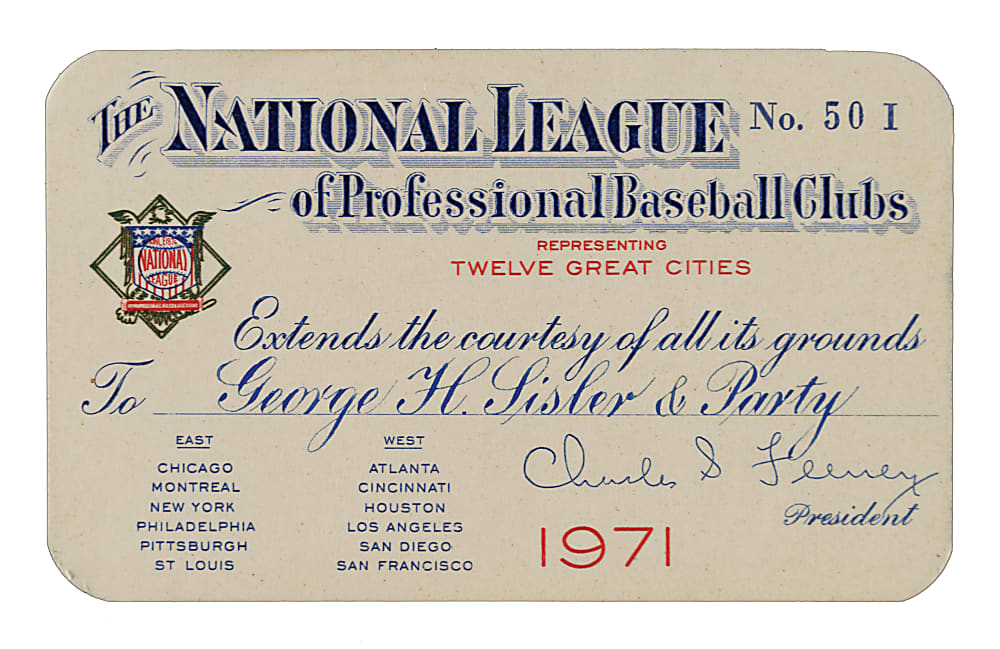 THE NATIONAL LEAGUE No. 50 I
of Professional Baseball Clubs
REPRESENTING
TWELVE GREAT CITIES
NATIONAL
LEAGUE
Extends the courtesy of all its grounds
To George H. Sisler & Party
EAST
CHICAGO
MONTREAL
NEW YORK
PHILADELPHIA
PITTSBURGH
ST LOUIS
WEST
ATLANTA
CINCINNATI
HOUSTON
LOS ANGELES
SAN DIEGO
SAN FRANCISCO
Charles S Feeney
President
1971